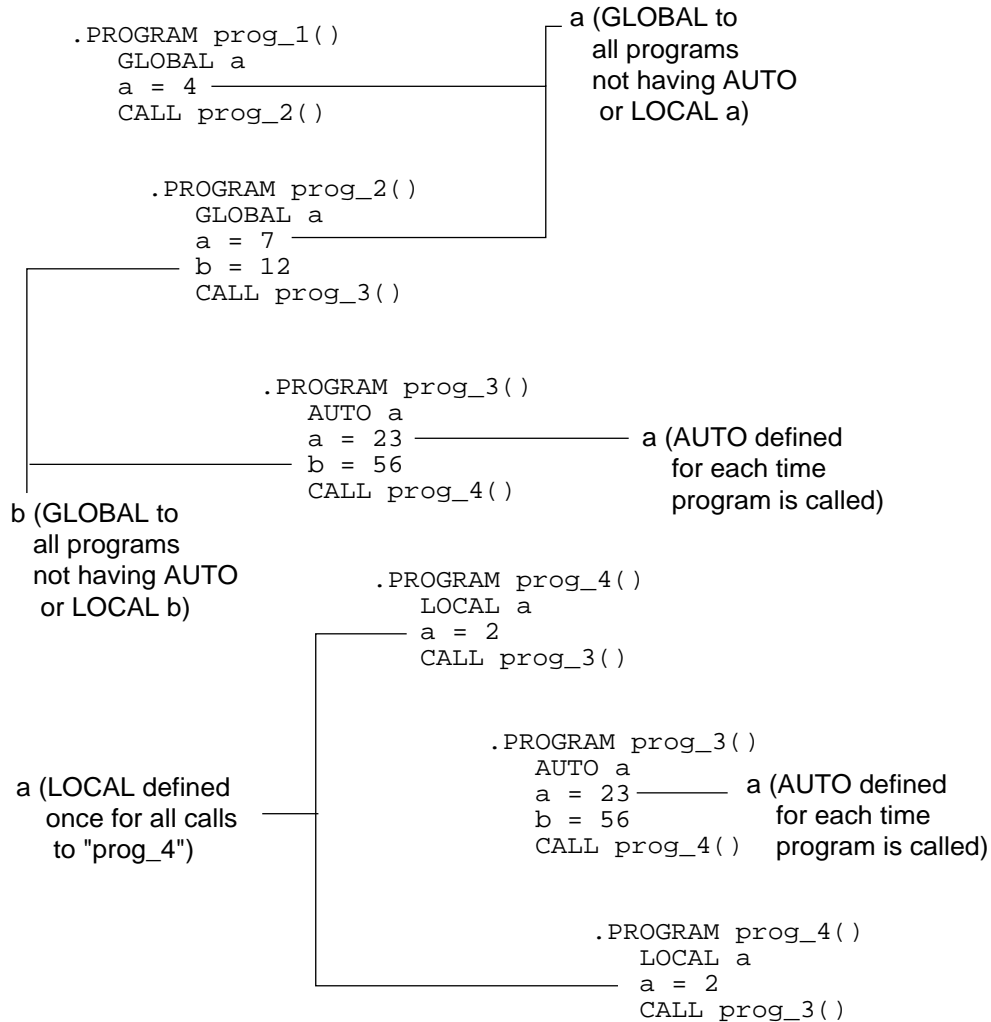 .PROGRAM prog_1()
GLOBAL a
a = 4
CALL prog_2()
a (GLOBAL to
all programs
not having AUTO
or LOCAL a)
.PROGRAM prog_2()
GLOBAL a
a = 7
b = 12
CALL prog_3()
.PROGRAM prog_3()
AUTO a
a = 23
b = 56
CALL prog_4()
a (AUTO defined
for each time
program is called)
b (GLOBAL to
all programs
not having AUTO
or LOCAL b)
.PROGRAM prog_4()
LOCAL a
a = 2
CALL prog_3()
a (LOCAL defined
once for all calls
to "prog_4")
.PROGRAM prog_3()
AUTO a
a = 23
b = 56
CALL prog_4()
a (AUTO defined
for each time
program is called)
.PROGRAM prog_4()
LOCAL a
a = 2
CALL prog_3()